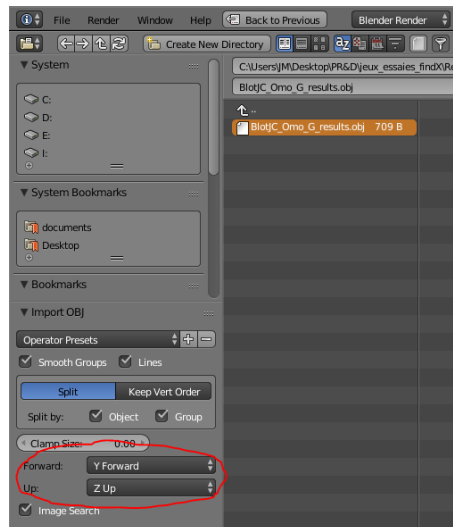 File Render Window Help Back to Previous Blender Render
Create New Directory
System
C:\Users\JM\Desktop\PR&D\jeux_essaies_findX\Re
BlotJC_Omo_G_results.obj
C:
D:
E:
I:
..
BlotJC_Omo_G_results.obj 709 B
System Bookmarks
documents
Desktop
Bookmarks
Import OBJ
Operator Presets
Smooth Groups Lines
Split Keep Vert Order
Split by: Object Group
Clamp Size: 0.00
Forward: Y Forward
Up: Z Up
Image Search